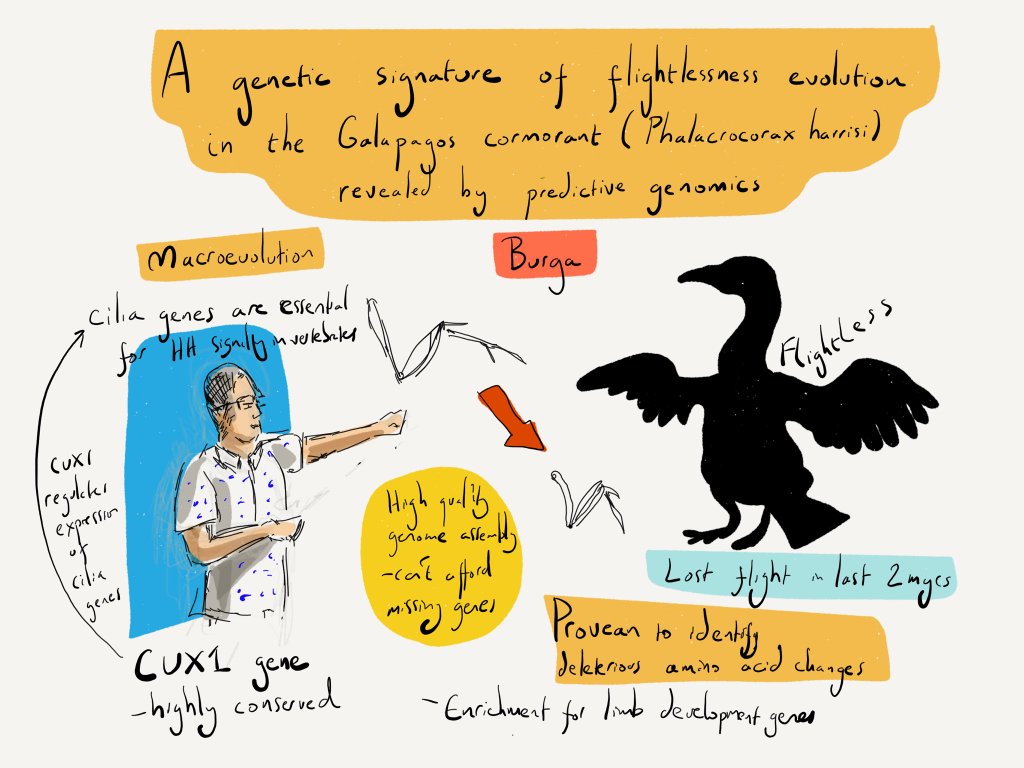 A genetic signature of flightlessness evolution
in the Galapagos cormorant (Phalacrocorax harrisi)
revealed by predictive genomics
Macroevolution
Burga
Cilia genes are essential
for HH signally in vertebrates
Flightless
CUX1
regulates
expression
of
cilia
genes
High quality
genome assembly
-can't afford
missing genes
Lost flight in last 2 myrs
Provean to identify
deleterious amino acid changes
CUX1 gene
-highly conserved
- Enrichment for limb development genes